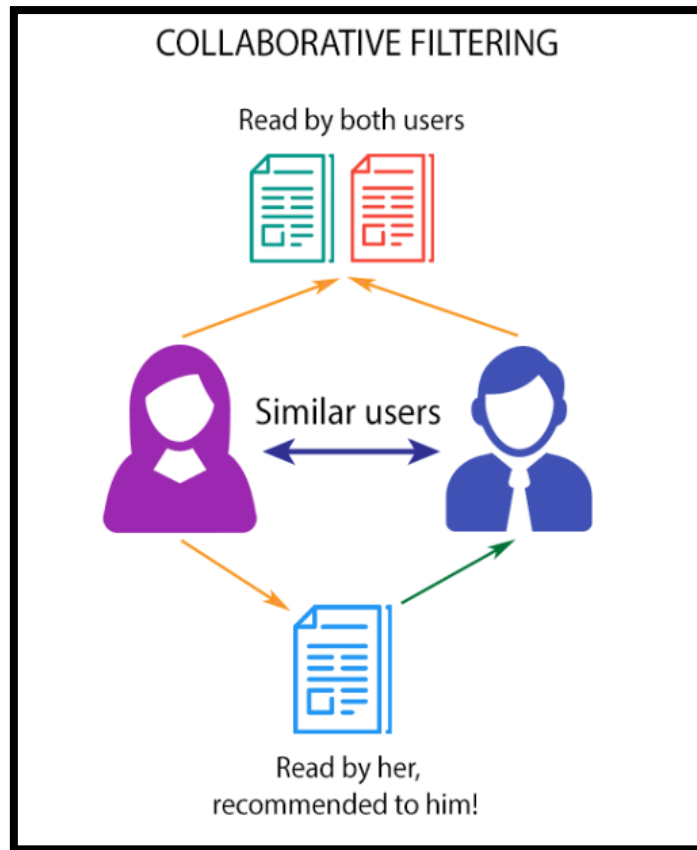 COLLABORATIVE FILTERING
Read by both users
Similar users
Read by her,
recommended to him!